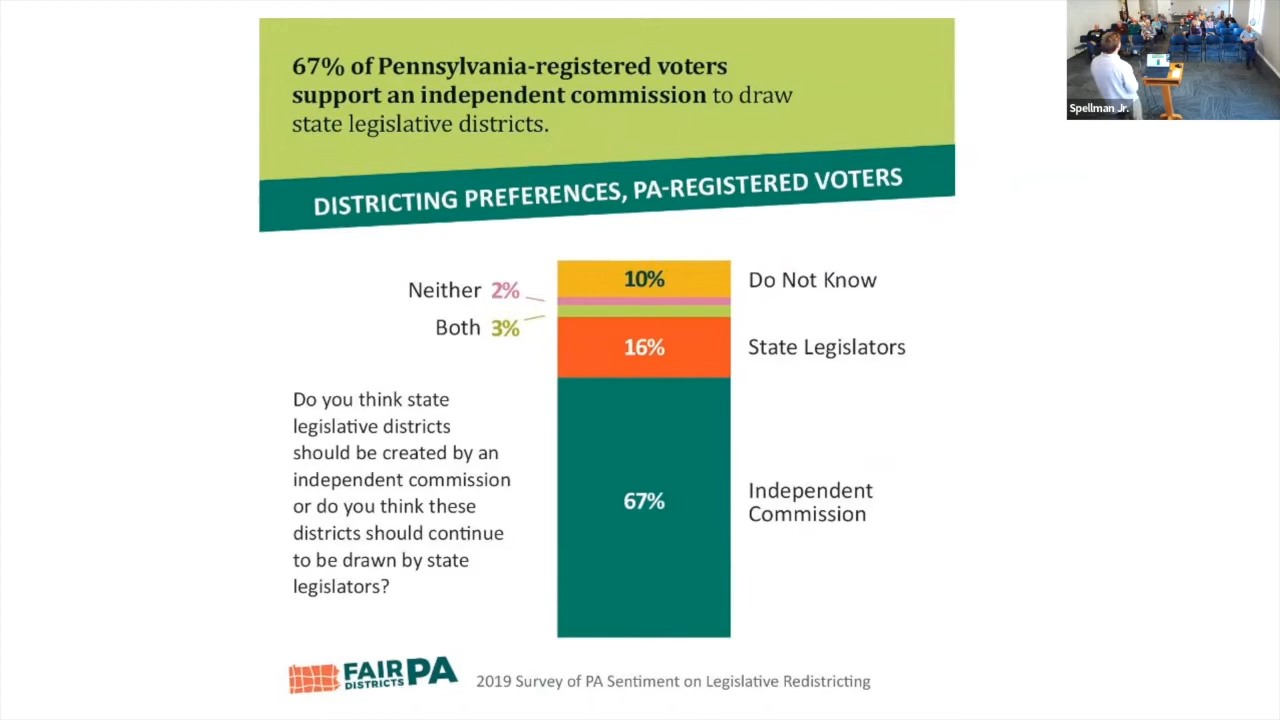 67% of Pennsylvania-registered voters
support an independent commission to draw
state legislative districts.
Spellman Jr.
DISTRICTING PREFERENCES, PA-REGISTERED VOTERS
10%
Do Not Know
Neither 2%
Both 3%
16%
State Legislators
67%
Independent
Commission
Do you think state
legislative districts
should be created by an
independent commission
or do you think these
districts should continue
to be drawn by state
legislators?
FAIR
DISTRICTS
PA
2019 Survey of PA Sentiment on Legislative Redistricting